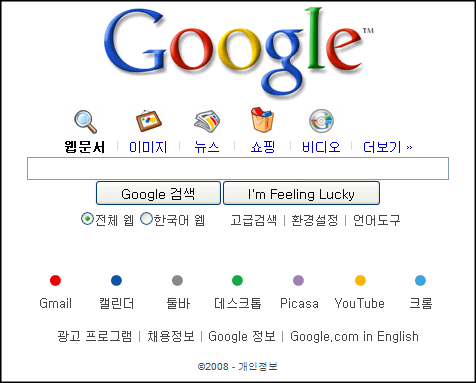 Google™
웹문서 이미지 뉴스 쇼핑 비디오 더보기 »
Google 검색 I'm Feeling Lucky
전체 웹 한국어 웹 고급검색 | 환경설정 | 언어도구
Gmail 캘린더 툴바 데스크톱 Picasa YouTube 크롬
광고 프로그램 | 채용정보 | Google 정보 | Google.com in English
©2008 - 개인정보